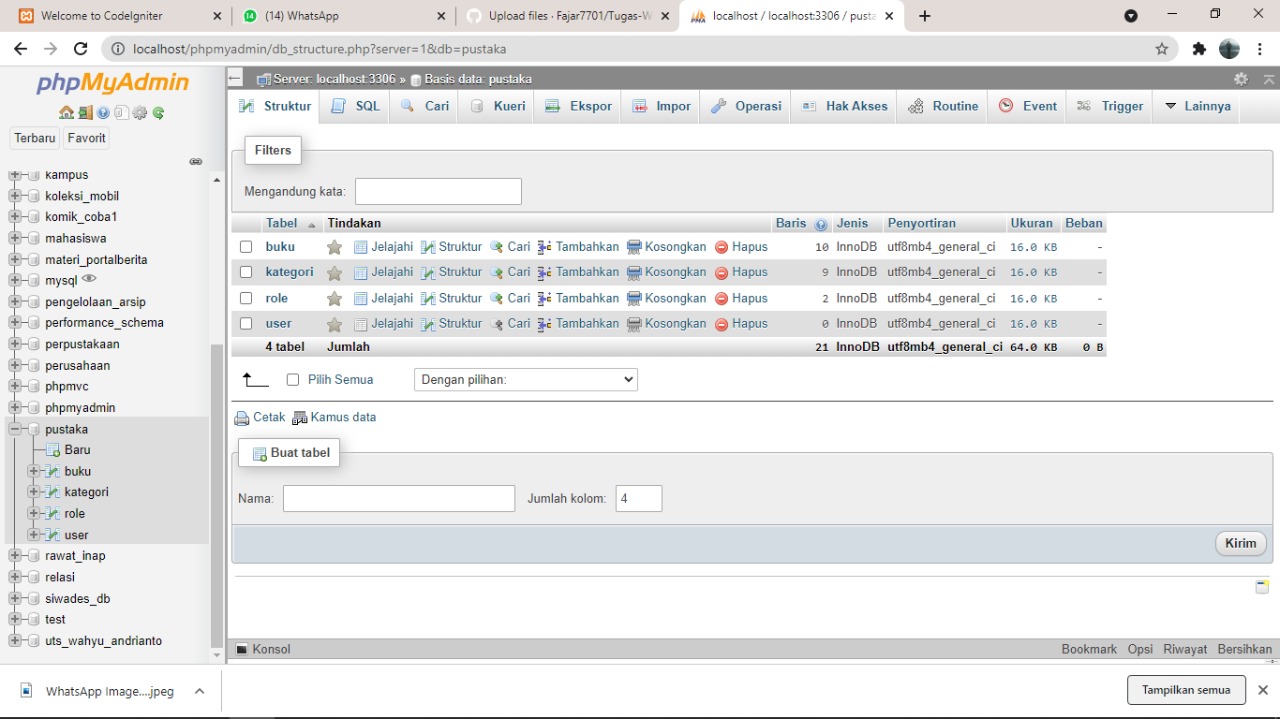 Welcome to CodeIgniter
(14) WhatsApp
Upload files · Fajar7701/Tugas-W
localhost / localhost:3306 / pusta
localhost/phpmyadmin/db_structure.php?server=1&db=pustaka
phpMyAdmin
Terbaru Favorit
kampus
koleksi_mobil
komik_coba1
mahasiswa
materi_portalberita
mysql
pengelolaan_arsip
performance_schema
perpustakaan
perusahaan
phpmvc
phpmyadmin
pustaka
Baru
buku
kategori
role
user
rawat_inap
relasi
siwades_db
test
uts_wahyu_andrianto
Server: localhost:3306 » Basis data: pustaka
Struktur SQL Cari Kueri Ekspor Impor Operasi Hak Akses Routine Event Trigger Lainnya
Filters
Mengandung kata:
Tabel Tindakan Baris Jenis Penyortiran Ukuran Beban
buku Jelajahi Struktur Cari Tambahkan Kosongkan Hapus 10 InnoDB utf8mb4_general_ci 16.0 KB -
kategori Jelajahi Struktur Cari Tambahkan Kosongkan Hapus 9 InnoDB utf8mb4_general_ci 16.0 KB -
role Jelajahi Struktur Cari Tambahkan Kosongkan Hapus 2 InnoDB utf8mb4_general_ci 16.0 KB -
user Jelajahi Struktur Cari Tambahkan Kosongkan Hapus 0 InnoDB utf8mb4_general_ci 16.0 KB -
4 tabel Jumlah 21 InnoDB utf8mb4_general_ci 64.0 KB 0 B
Pilih Semua Dengan pilihan:
Cetak Kamus data
Buat tabel
Nama: Jumlah kolom: 4
Kirim
Konsol Bookmark Opsi Riwayat Bersihkan
WhatsApp Image....jpeg
Tampilkan semua